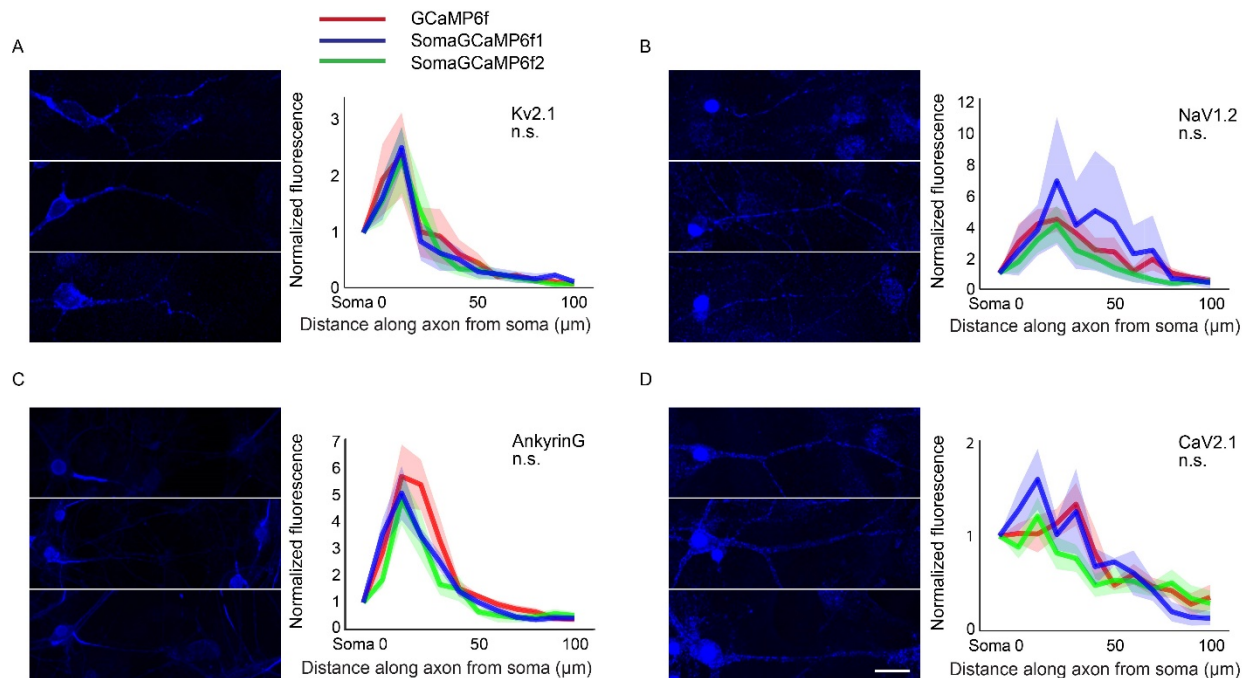 GCaMP6f
SomaGCaMP6f1
SomaGCaMP6f2
A
Normalized fluorescence
3
2
1
0
Kv2.1
n.s.
Soma 0 50 100
Distance along axon from soma (µm)
B
Normalized fluorescence
12
10
8
6
4
2
0
NaV1.2
n.s.
Soma 0 50 100
Distance along axon from soma (µm)
C
Normalized fluorescence
7
6
5
4
3
2
1
0
AnkyrinG
n.s.
Soma 0 50 100
Distance along axon from soma (µm)
D
Normalized fluorescence
2
1
0
CaV2.1
n.s.
Soma 0 50 100
Distance along axon from soma (µm)